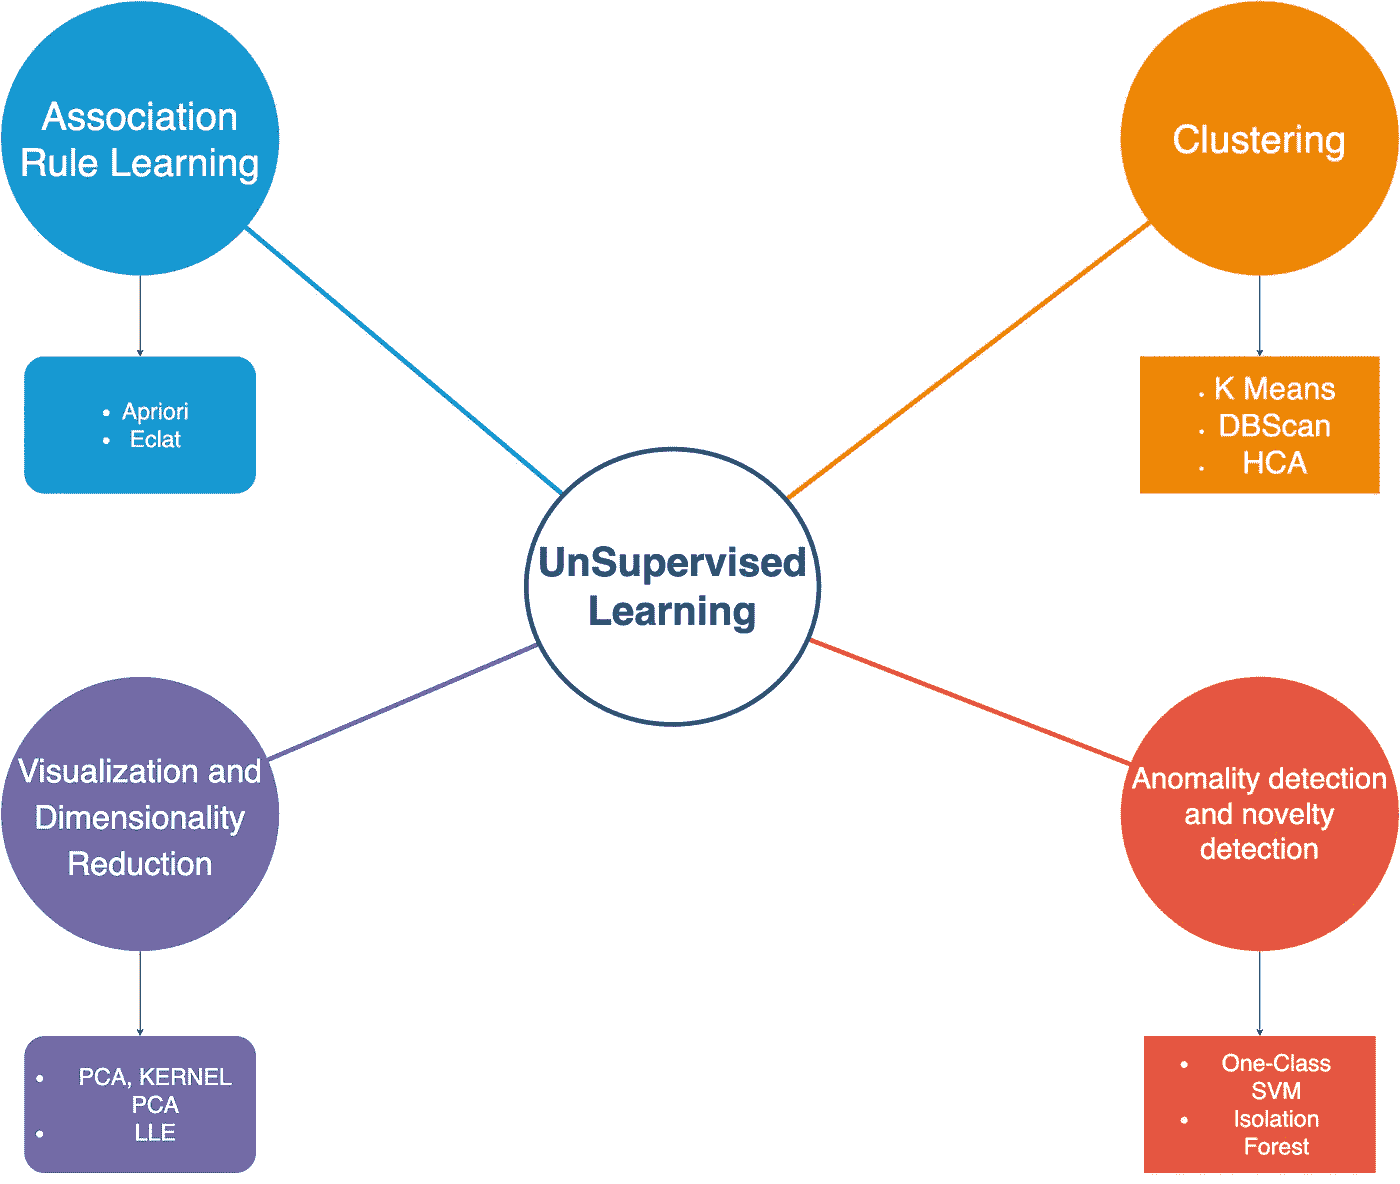 Association
Rule Learning
• Apriori
• Eclat
Clustering
• K Means
• DBScan
• HCA
UnSupervised
Learning
Visualization and
Dimensionality
Reduction
• PCA, KERNEL
PCA
• LLE
Anomality detection
and novelty
detection
• One-Class
SVM
• Isolation
Forest